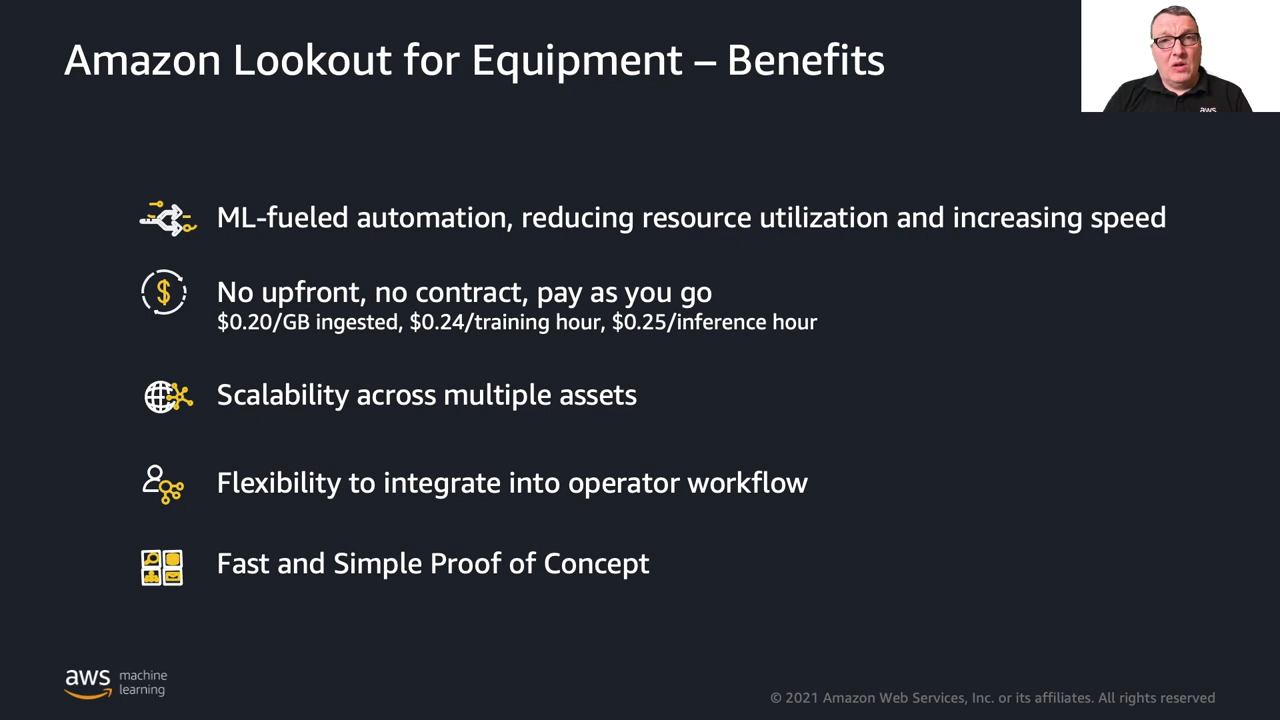 Amazon Lookout for Equipment – Benefits
aws
ML-fueled automation, reducing resource utilization and increasing speed
No upfront, no contract, pay as you go
$0.20/GB ingested, $0.24/training hour, $0.25/inference hour
Scalability across multiple assets
Flexibility to integrate into operator workflow
Fast and Simple Proof of Concept
aws machine
learning
© 2021 Amazon Web Services, Inc. or its affiliates. All rights reserved